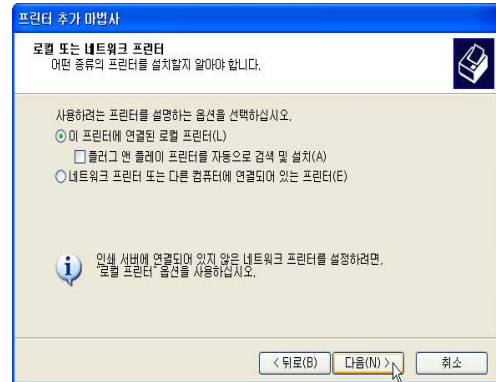 프린터 추가 마법사
로컬 또는 네트워크 프린터
어떤 종류의 프린터를 설치할지 알아야 합니다.
사용하려는 프린터를 설명하는 옵션을 선택하십시오.
이 프린터에 연결된 로컬 프린터(L)
플러그 앤 플레이 프린터를 자동으로 검색 및 설치(A)
네트워크 프린터 또는 다른 컴퓨터에 연결되어 있는 프린터(E)
인쇄 서버에 연결되어 있지 않은 네트워크 프린터를 설정하려면,
"로컬 프린터" 옵션을 사용하십시오.
< 뒤로(B) 다음(N) > 취소